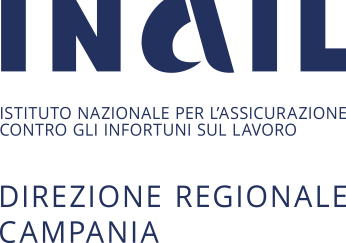 INAIL
ISTITUTO NAZIONALE PER L'ASSICURAZIONE
CONTRO GLI INFORTUNI SUL LAVORO
DIREZIONE REGIONALE
CAMPANIA